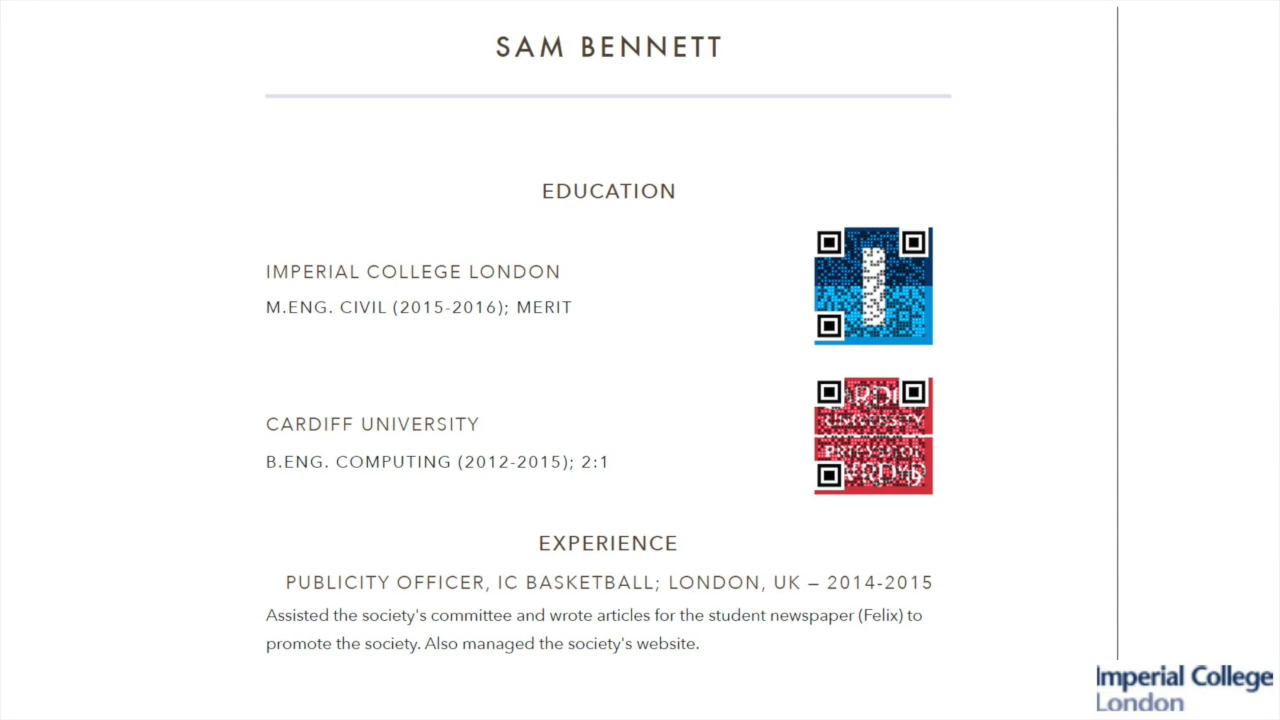 SAM BENNETT
EDUCATION
IMPERIAL COLLEGE LONDON
M.ENG. CIVIL (2015-2016); MERIT
CARDIFF UNIVERSITY
B.ENG. COMPUTING (2012-2015); 2:1
UNIVERSITY
EXPERIENCE
PUBLICITY OFFICER, IC BASKETBALL; LONDON, UK – 2014-2015
Assisted the society's committee and wrote articles for the student newspaper (Felix) to
promote the society. Also managed the society's website.
Imperial College
London